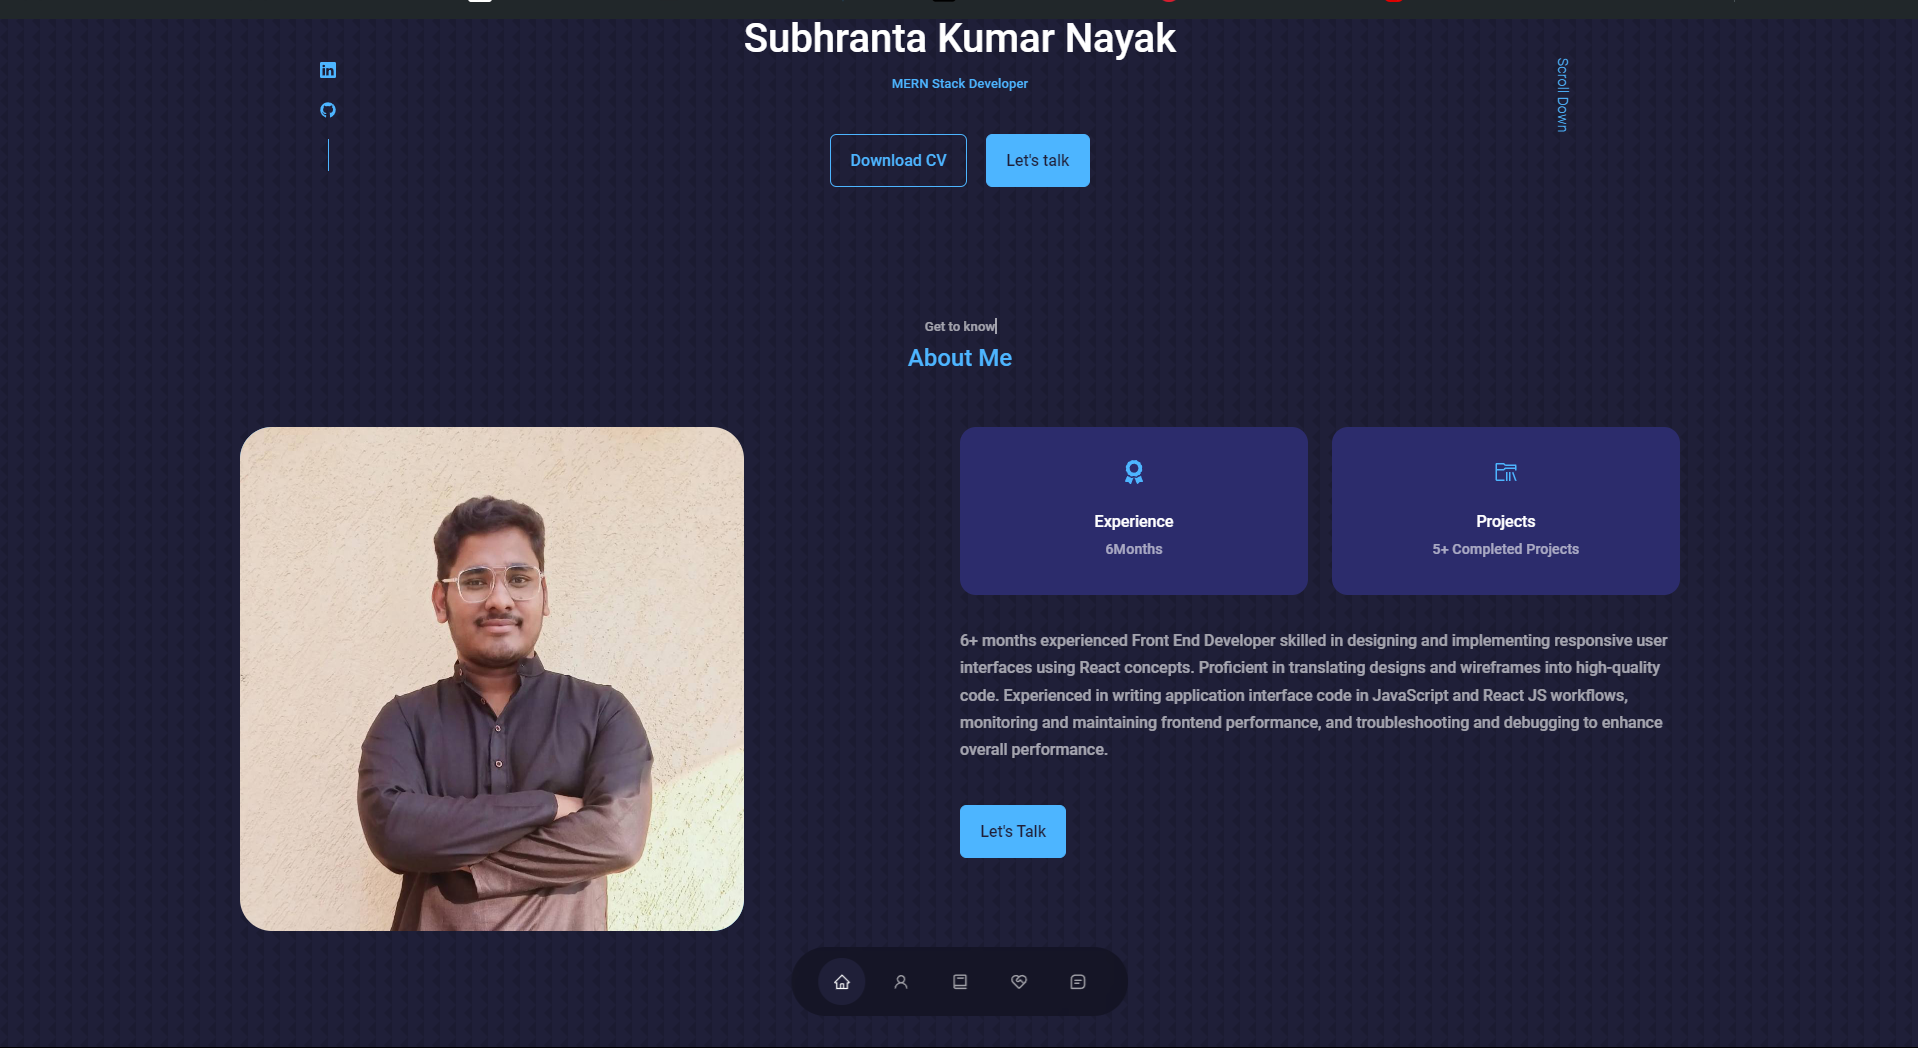 Subhranta Kumar Nayak
MERN Stack Developer
Scroll Down
Download CV
Let's talk
Get to know
About Me
Experience
6Months
Projects
5+ Completed Projects
6+ months experienced Front End Developer skilled in designing and implementing responsive user
interfaces using React concepts. Proficient in translating designs and wireframes into high-quality
code. Experienced in writing application interface code in JavaScript and React JS workflows,
monitoring and maintaining frontend performance, and troubleshooting and debugging to enhance
overall performance.
Let's Talk